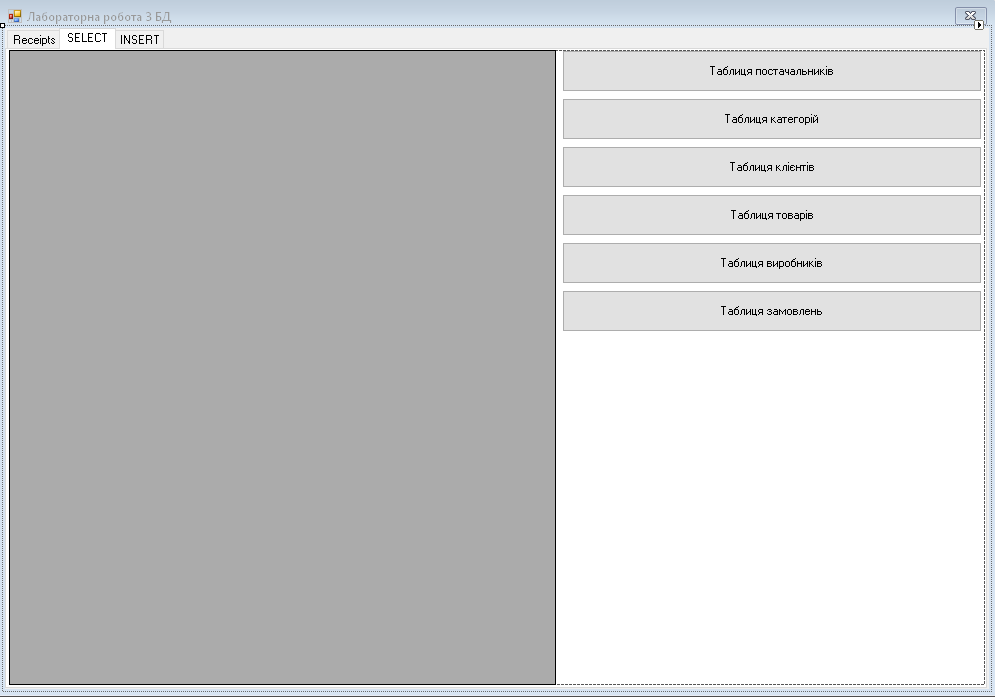 Лабораторна робота 3 БД
Receipts SELECT INSERT
Таблиця постачальників
Таблиця категорій
Таблиця клієнтів
Таблиця товарів
Таблиця виробників
Таблиця замовлень